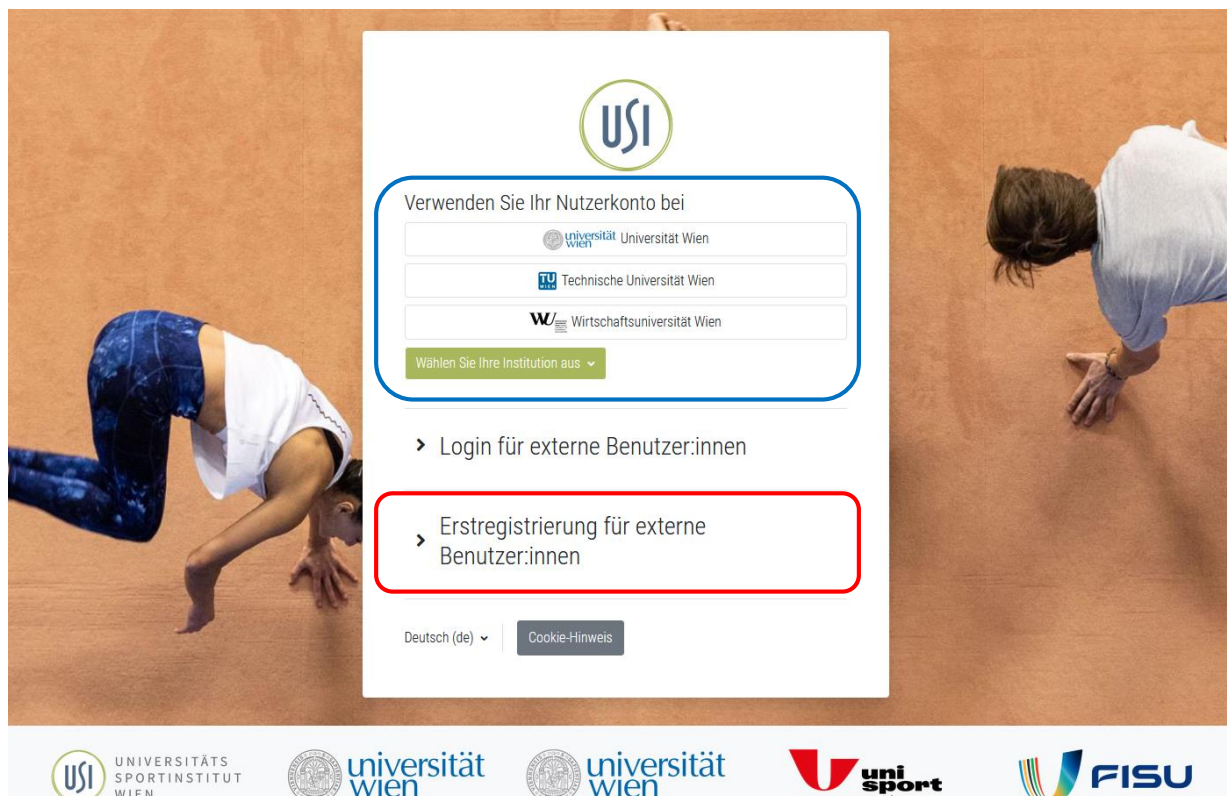 USI
Verwenden Sie Ihr Nutzerkonto bei
universität
wien
Universität Wien
TU
WIEN
Technische Universität Wien
WU
Wirtschaftsuniversität Wien
Wählen Sie Ihre Institution aus
Login für externe Benutzer:innen
Erstregistrierung für externe
Benutzer:innen
Deutsch (de)
Cookie-Hinweis
USI
UNIVERSITÄTS
SPORTINSTITUT
WIEN
universität
wien
universität
wien
uni
sport
FISU